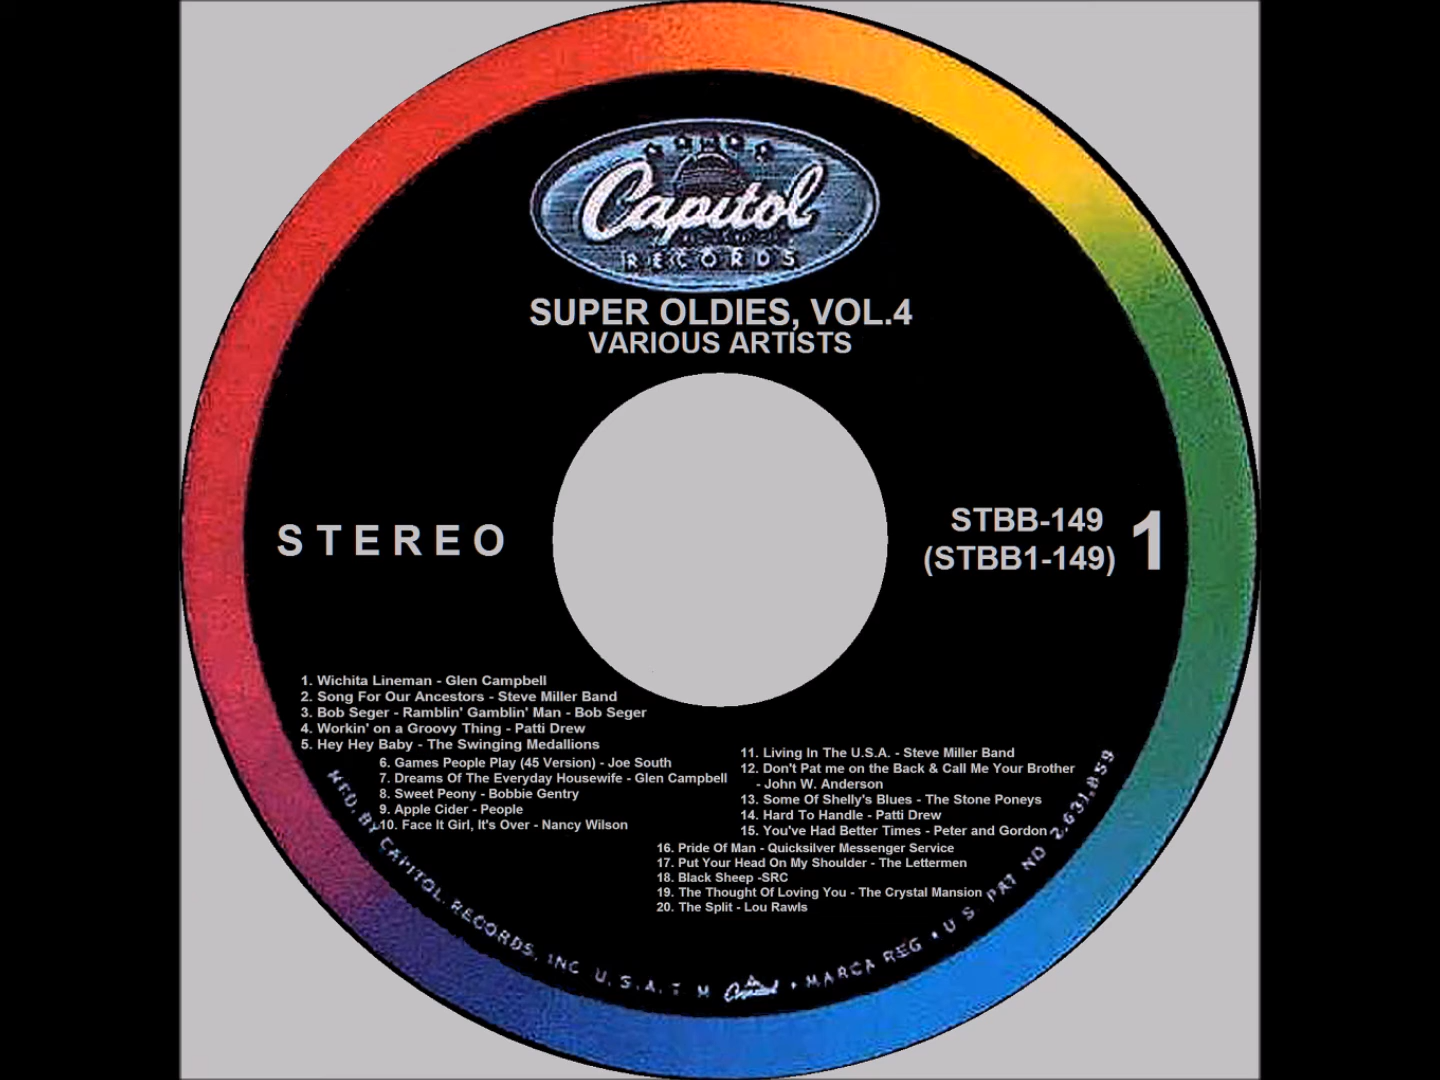 Capitol
RECORDS
SUPER OLDIES, VOL.4
VARIOUS ARTISTS
STEREO
STBB-149
(STBB1-149)
1
1. Wichita Lineman - Glen Campbell
2. Song For Our Ancestors - Steve Miller Band
3. Bob Seger - Ramblin' Gamblin' Man - Bob Seger
4. Workin' on a Groovy Thing - Patti Drew
5. Hey Hey Baby - The Swinging Medallions
6. Games People Play (45 Version) - Joe South
7. Dreams Of The Everyday Housewife - Glen Campbell
8. Sweet Peony - Bobbie Gentry
9. Apple Cider - People
10. Face It Girl, It's Over - Nancy Wilson
11. Living In The U.S.A. - Steve Miller Band
12. Don't Pat me on the Back & Call Me Your Brother
- John W. Anderson
13. Some Of Shelly's Blues - The Stone Poneys
14. Hard To Handle - Patti Drew
15. You've Had Better Times - Peter and Gordon
16. Pride Of Man - Quicksilver Messenger Service
17. Put Your Head On My Shoulder - The Lettermen
18. Black Sheep -SRC
19. The Thought Of Loving You - The Crystal Mansion
20. The Split - Lou Rawls
MFD. BY CAPITOL RECORDS, INC. U.S.A. T M Capitol • MARCA REG • U S PAT NO 2,631,859